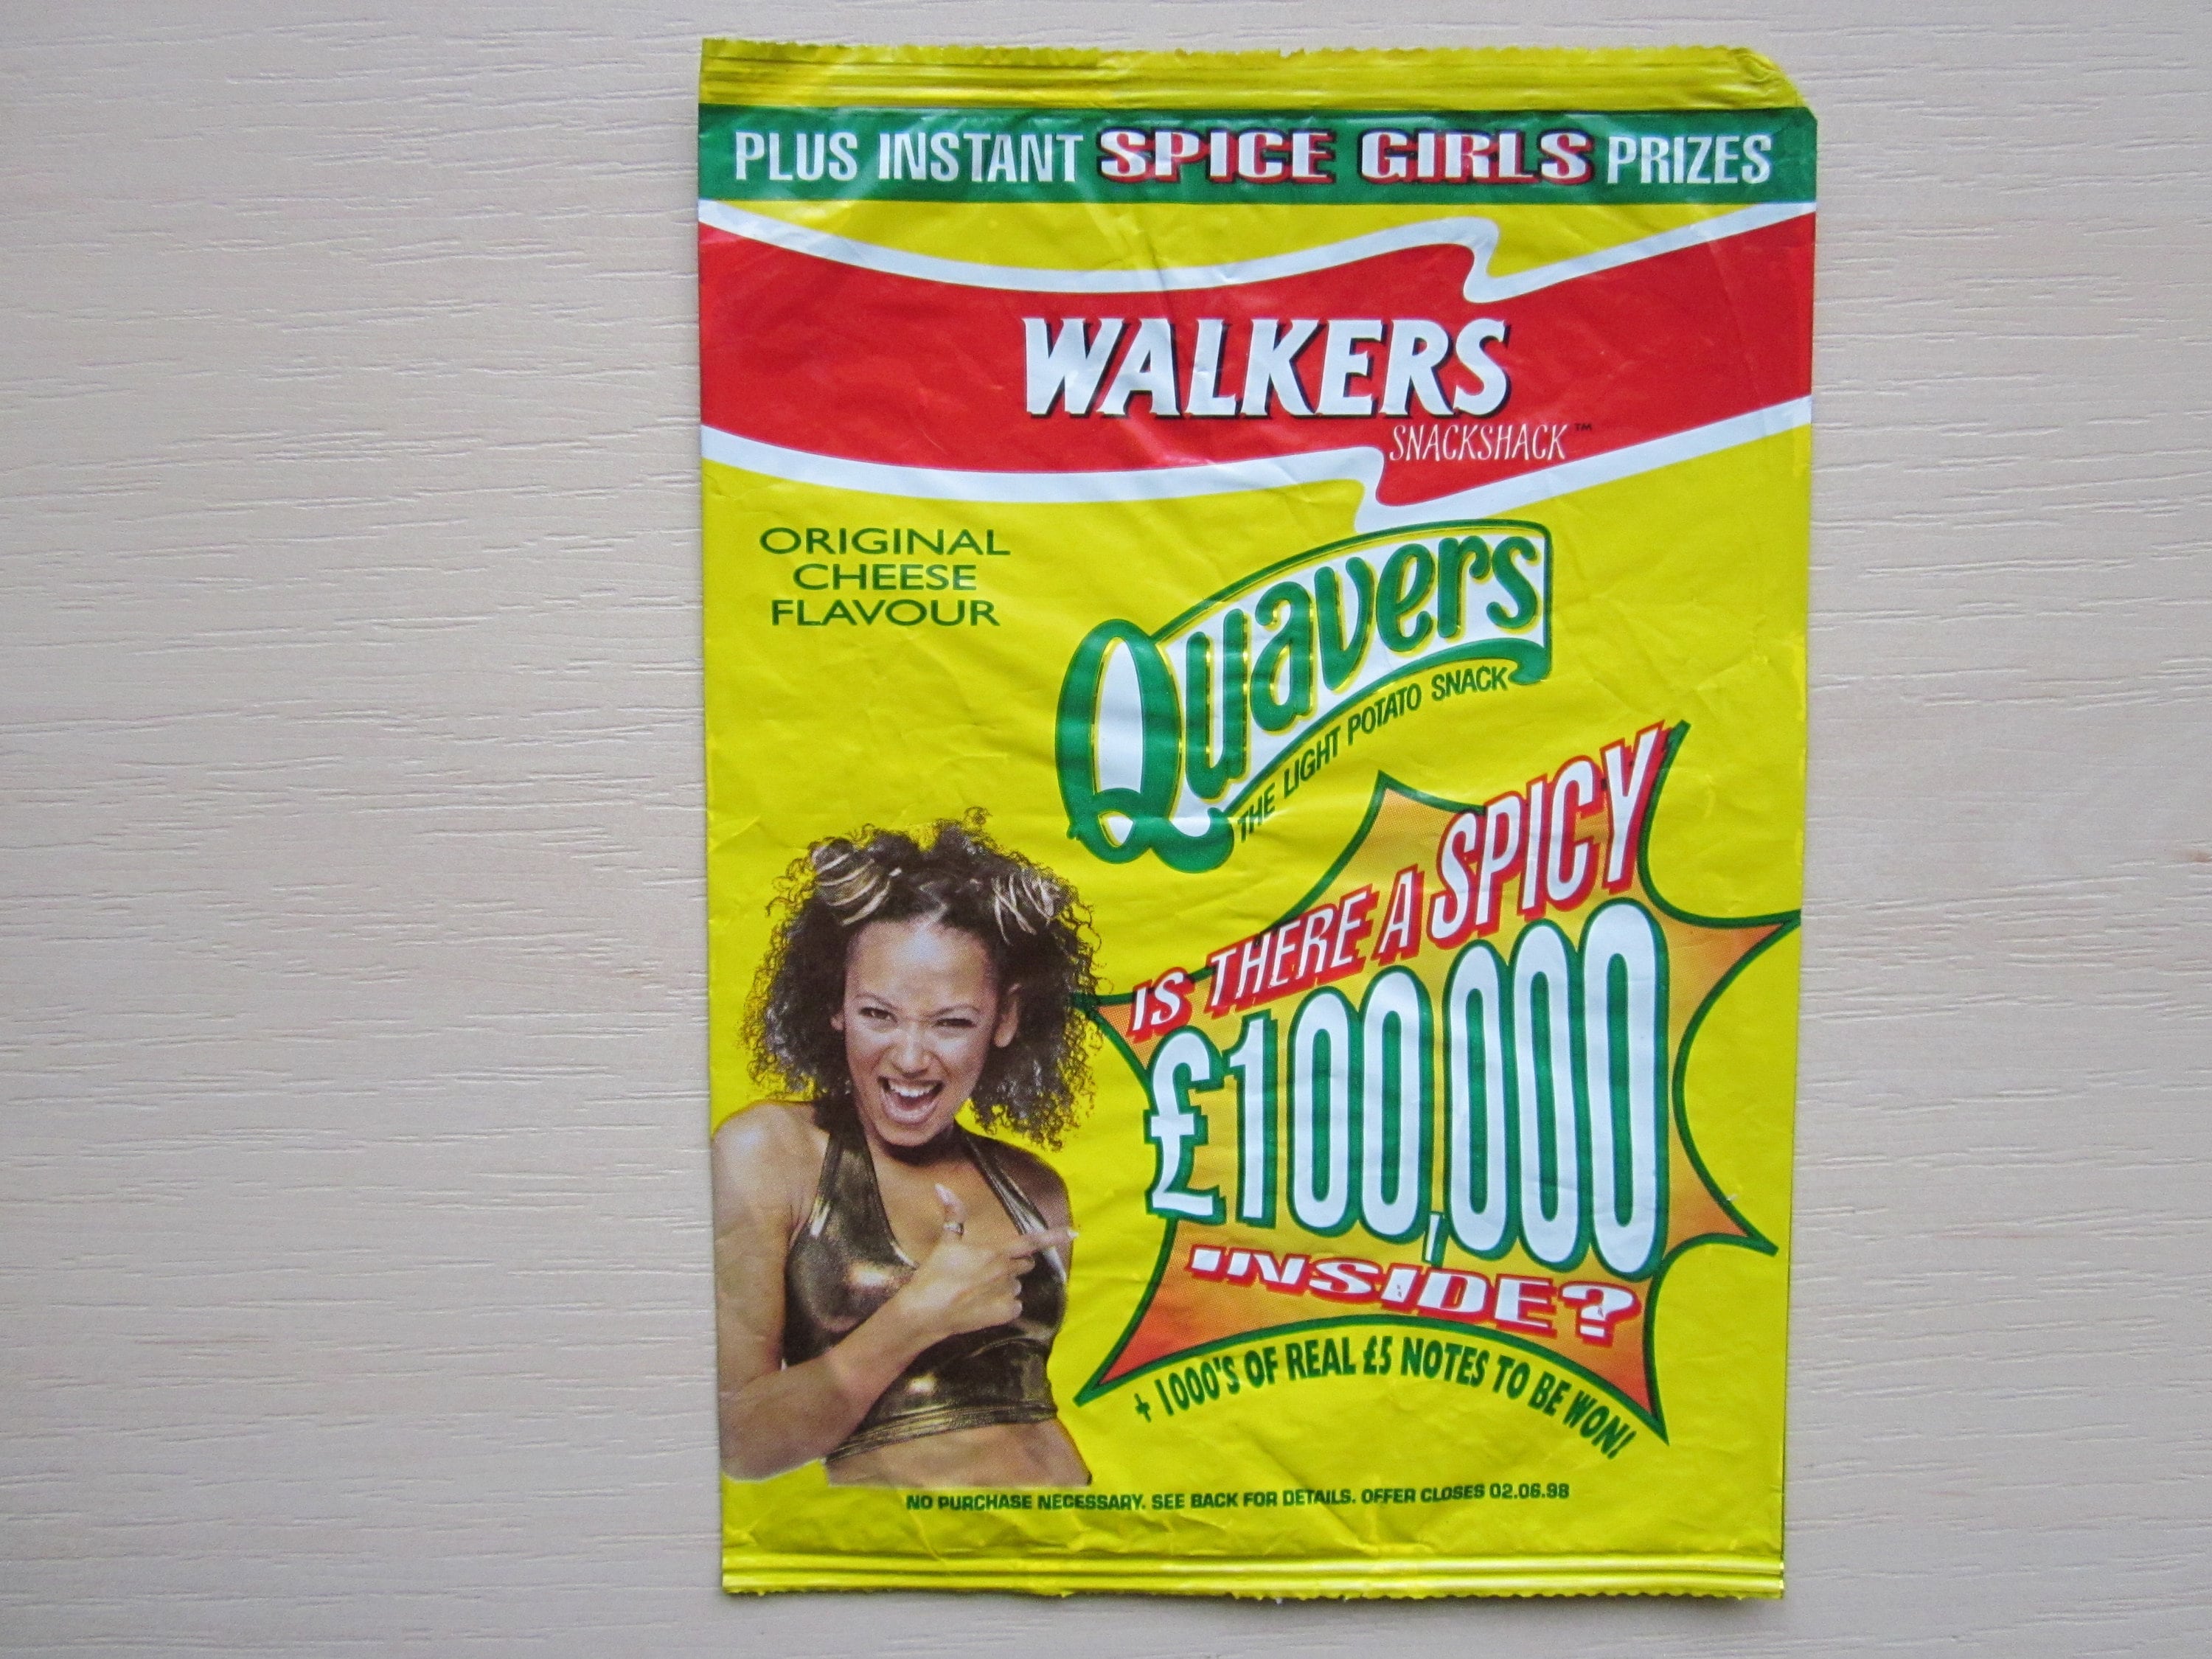 PLUS INSTANT SPICE GIRLS PRIZES
WALKERS
SNACKSHACK™
ORIGINAL
CHEESE
FLAVOUR
Quavers
THE LIGHT POTATO SNACK
IS THERE A SPICY
£100,000
INSIDE?
+ 1000'S OF REAL £5 NOTES TO BE WON!
NO PURCHASE NECESSARY. SEE BACK FOR DETAILS. OFFER CLOSES 02.06.98